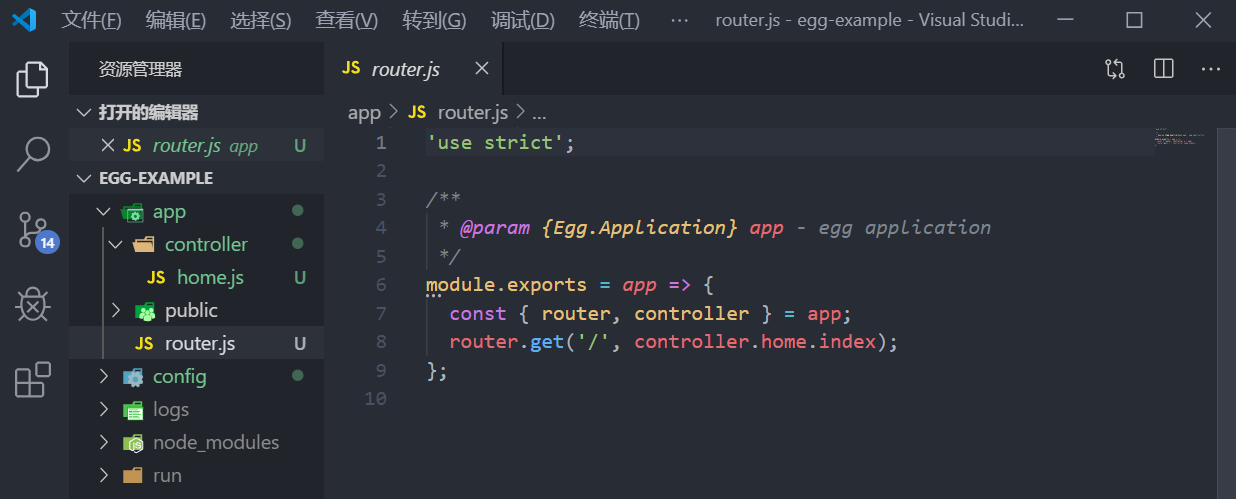 文件(F) 编辑(E) 选择(S) 查看(V) 转到(G) 调试(D) 终端(T) ··· router.js - egg-example - Visual Studi...
资源管理器
打开的编辑器
JS router.js app U
EGG-EXAMPLE
app
controller
JS home.js U
public
JS router.js U
config
logs
node_modules
run
14
JS router.js
app > JS router.js > ...
1 'use strict';
2
3 /**
4  * @param {Egg.Application} app - egg application
5  */
6 module.exports = app => {
7   const { router, controller } = app;
8   router.get('/', controller.home.index);
9 };
10